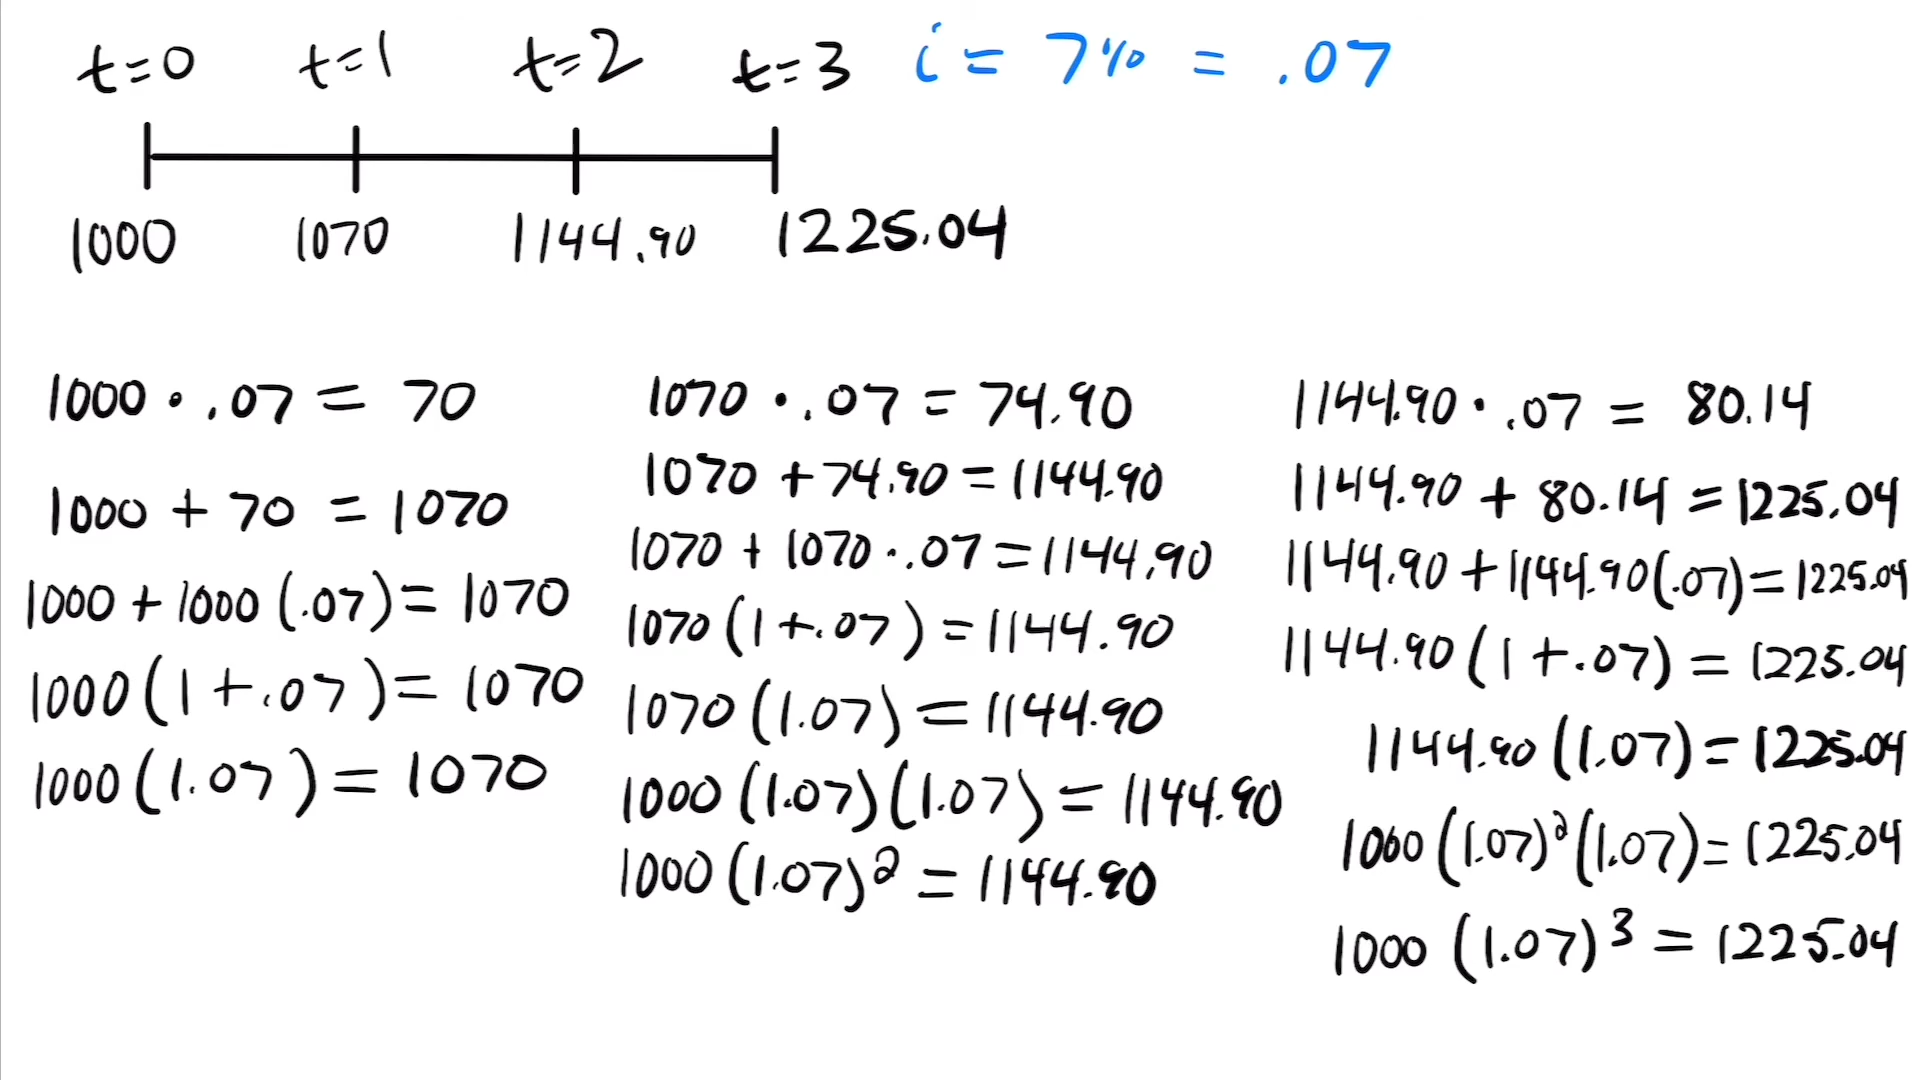 t=0 t=1 t=2 t=3 i = 7% = .07
1000 1070 1144.90 1225.04
1000 · .07 = 70
1000 + 70 = 1070
1000 + 1000 (.07) = 1070
1000 (1 + .07) = 1070
1000 (1.07) = 1070
1070 · .07 = 74.90
1070 + 74.90 = 1144.90
1070 + 1070 · .07 = 1144.90
1070 (1 + .07) = 1144.90
1070 (1.07) = 1144.90
1000 (1.07)(1.07) = 1144.90
1000 (1.07)² = 1144.90
1144.90 · .07 = 80.14
1144.90 + 80.14 = 1225.04
1144.90 + 1144.90(.07) = 1225.04
1144.90 (1 + .07) = 1225.04
1144.90 (1.07) = 1225.04
1000 (1.07)² (1.07) = 1225.04
1000 (1.07)³ = 1225.04